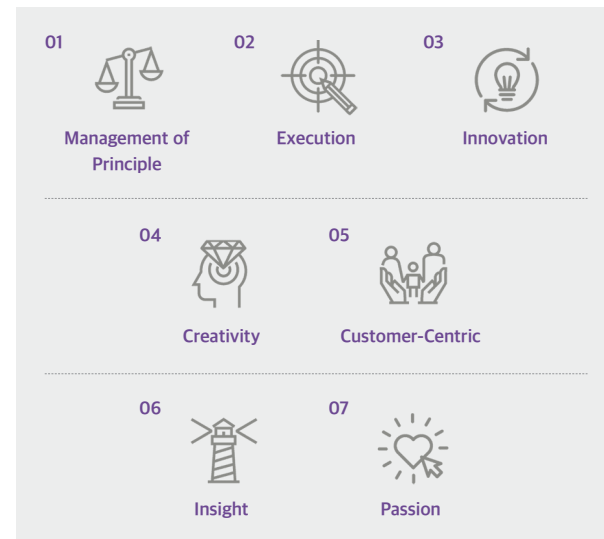 01
02
03
Management of
Principle
Execution
Innovation
04
05
Creativity
Customer-Centric
06
07
Insight
Passion